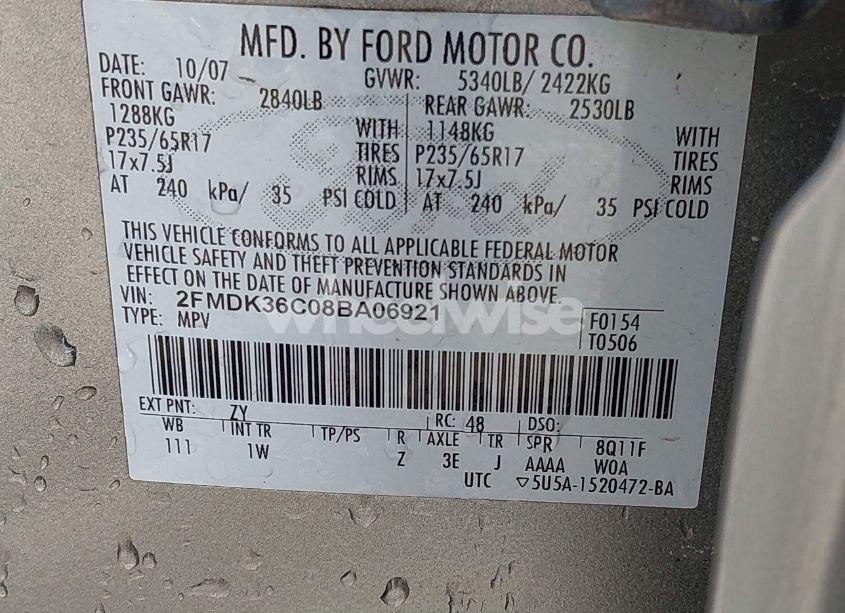 MFD. BY FORD MOTOR CO.
DATE: 10/07 GVWR: 5340LB/ 2422KG
FRONT GAWR: 2840LB REAR GAWR: 2530LB
1288KG WITH 1148KG WITH
P235/65R17 TIRES P235/65R17 TIRES
17x7.5J RIMS 17x7.5J RIMS
AT 240 kPa/ 35 PSI COLD AT 240 kPa/ 35 PSI COLD
THIS VEHICLE CONFORMS TO ALL APPLICABLE FEDERAL MOTOR
VEHICLE SAFETY AND THEFT PREVENTION STANDARDS IN
EFFECT ON THE DATE OF MANUFACTURE SHOWN ABOVE.
VIN: 2FMDK36C08BA06921 F0154
TYPE: MPV T0506
wheelwise
EXT PNT: ZY RC: 48 DSO:
WB INT TR TP/PS R AXLE TR SPR 8Q11F
111 1W Z 3E J AAAA WOA
UTC ▽5U5A-1520472-BA